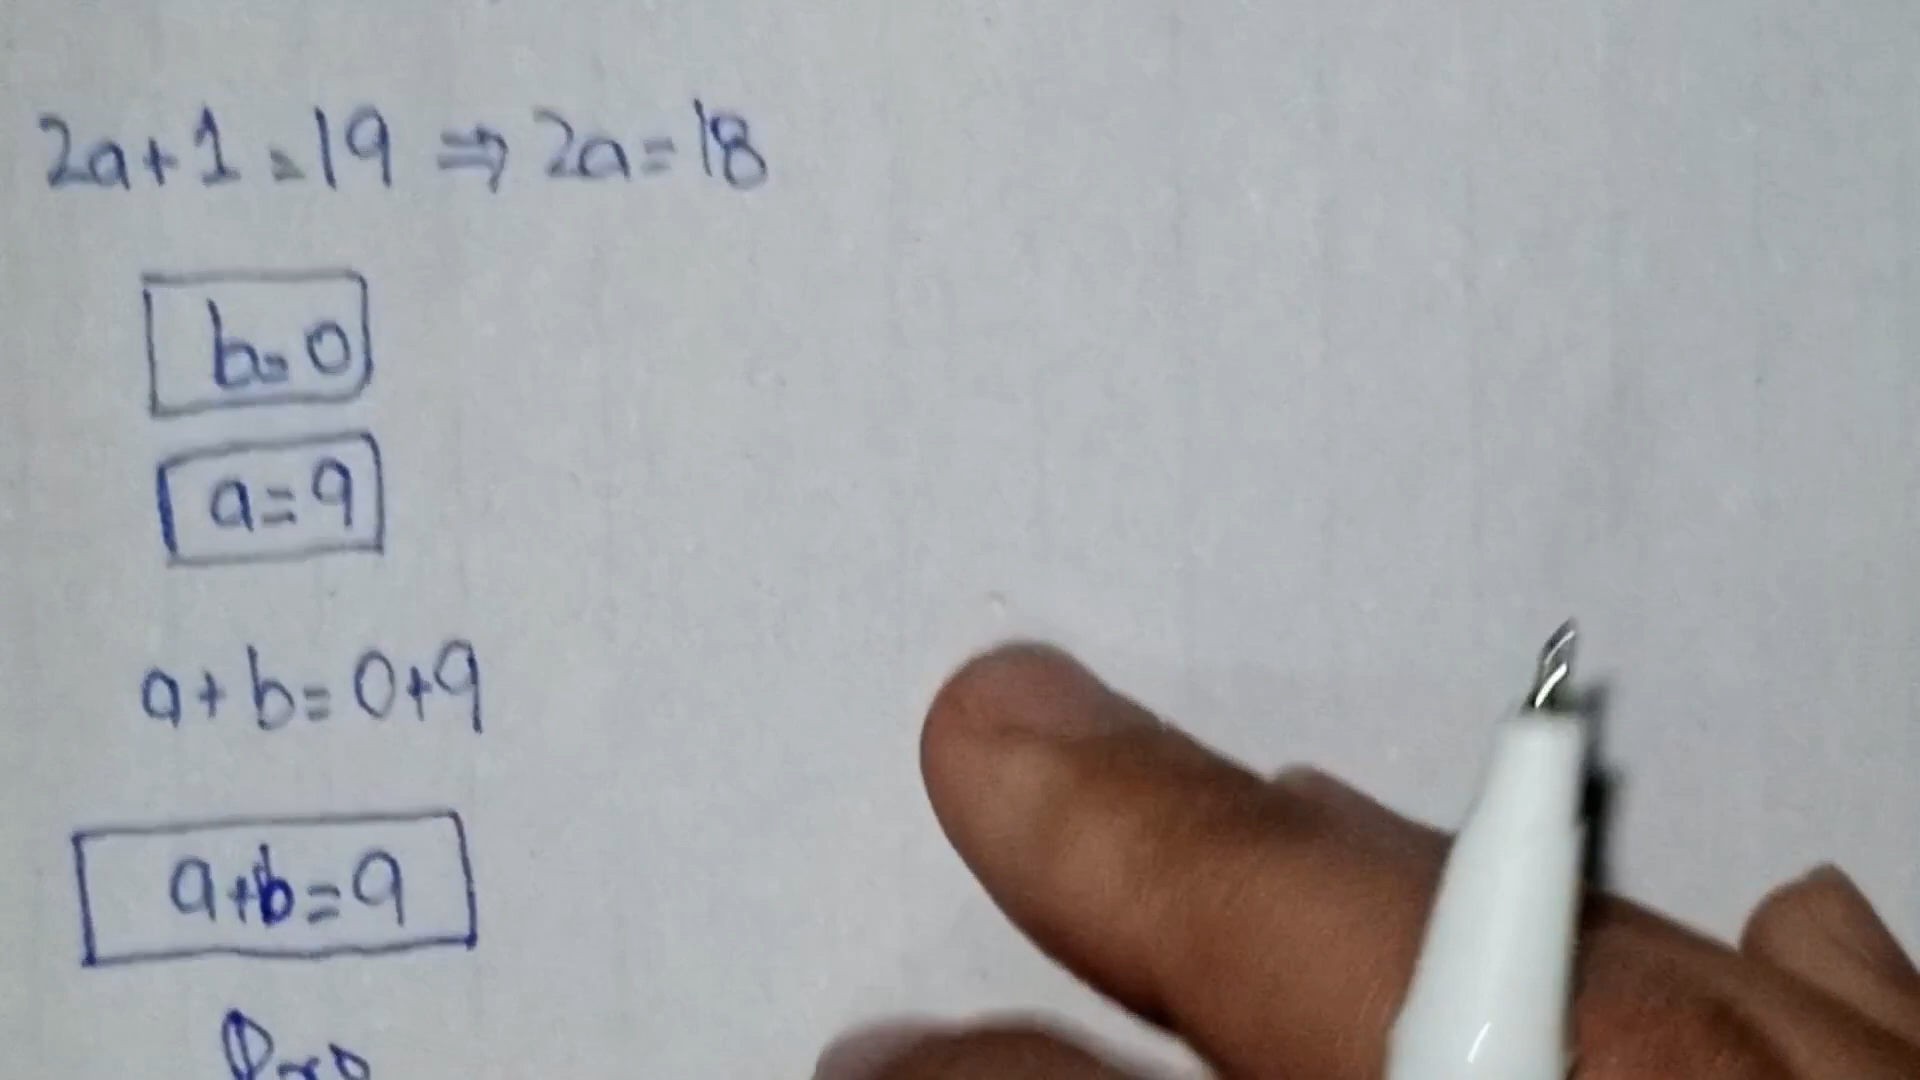 2a+1=19 ⇒ 2a=18
b=0
a=9
a+b=0+9
a+b=9